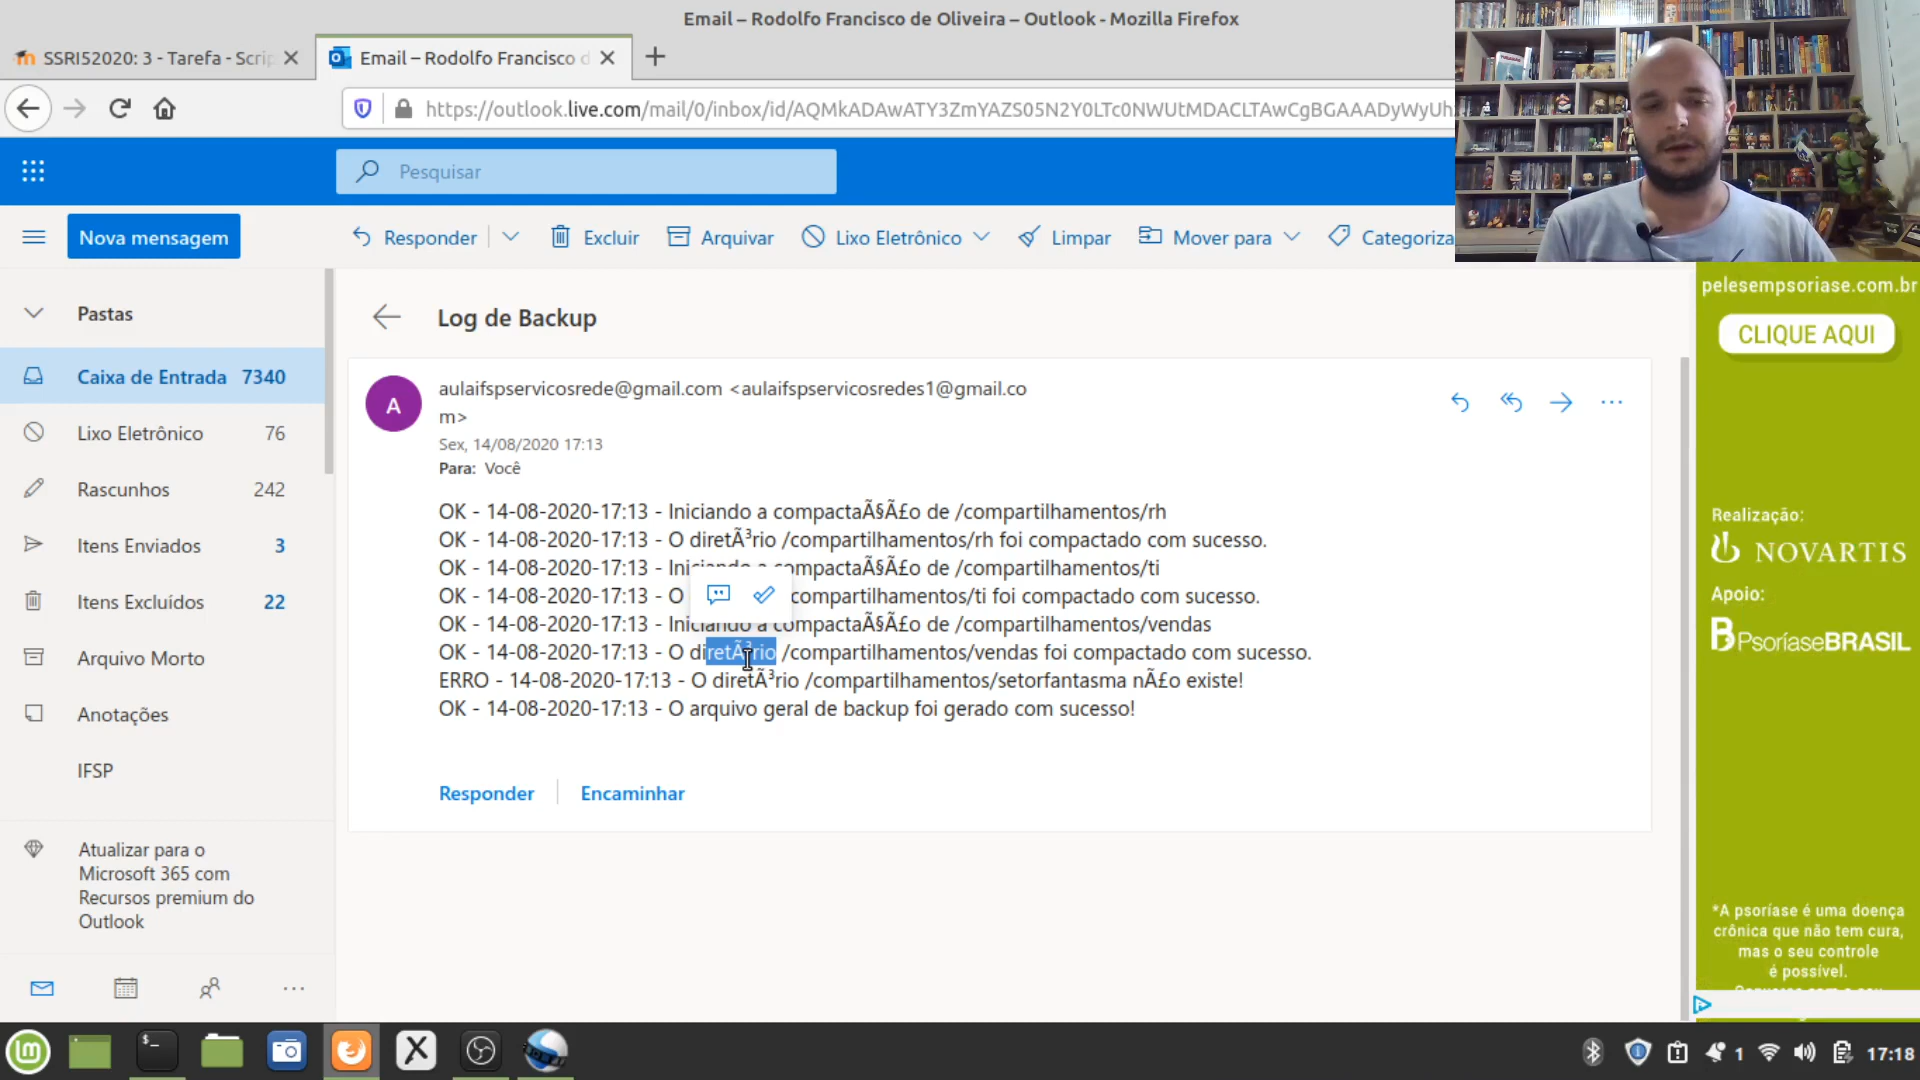 Email – Rodolfo Francisco de Oliveira – Outlook - Mozilla Firefox
SSRI52020: 3 - Tarefa - Scrip
Email – Rodolfo Francisco d
https://outlook.live.com/mail/0/inbox/id/AQMkADAwATY3ZmYAZS05N2Y0LTc0NWUtMDACLTAwCgBGAAADyWyUh
Pesquisar
Nova mensagem
Responder
Excluir
Arquivar
Lixo Eletrônico
Limpar
Mover para
Categoriza
Pastas
Caixa de Entrada 7340
Lixo Eletrônico 76
Rascunhos 242
Itens Enviados 3
Itens Excluídos 22
Arquivo Morto
Anotações
IFSP
Atualizar para o
Microsoft 365 com
Recursos premium do
Outlook
Log de Backup
A
aulaifspservicosrede@gmail.com <aulaifspservicosredes1@gmail.co
m>
Sex, 14/08/2020 17:13
Para: Você
OK - 14-08-2020-17:13 - Iniciando a compactaÃ§Ã£o de /compartilhamentos/rh
OK - 14-08-2020-17:13 - O diretÃ³rio /compartilhamentos/rh foi compactado com sucesso.
OK - 14-08-2020-17:13 - Iniciando a compactaÃ§Ã£o de /compartilhamentos/ti
OK - 14-08-2020-17:13 - O compartilhamentos/ti foi compactado com sucesso.
OK - 14-08-2020-17:13 - Iniciando a compactaÃ§Ã£o de /compartilhamentos/vendas
OK - 14-08-2020-17:13 - O diretÃ³rio /compartilhamentos/vendas foi compactado com sucesso.
ERRO - 14-08-2020-17:13 - O diretÃ³rio /compartilhamentos/setorfantasma nÃ£o existe!
OK - 14-08-2020-17:13 - O arquivo geral de backup foi gerado com sucesso!
Responder
Encaminhar
pelesempsoriase.com.br
CLIQUE AQUI
Realização:
NOVARTIS
Apoio:
PsoríaseBRASIL
*A psoríase é uma doença
crônica que não tem cura,
mas o seu controle
é possível.
1
17:18